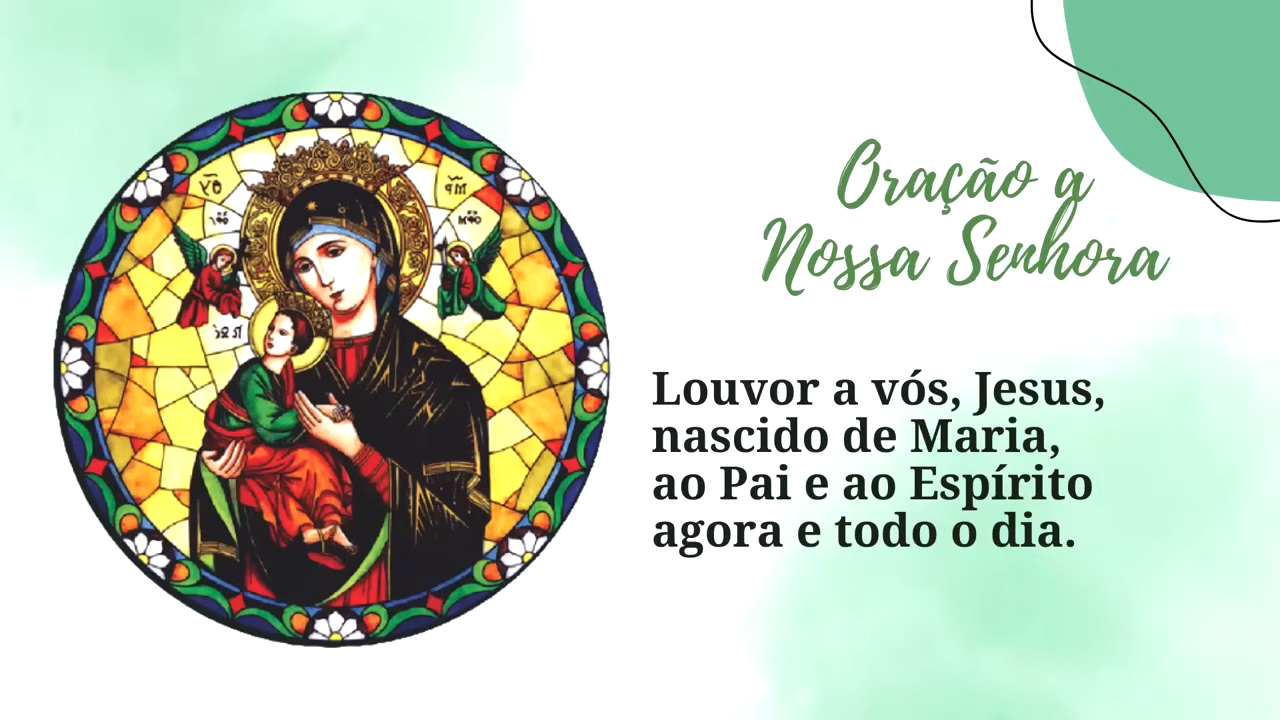 Oração a
Nossa Senhora
Louvor a vós, Jesus,
nascido de Maria,
ao Pai e ao Espírito
agora e todo o dia.